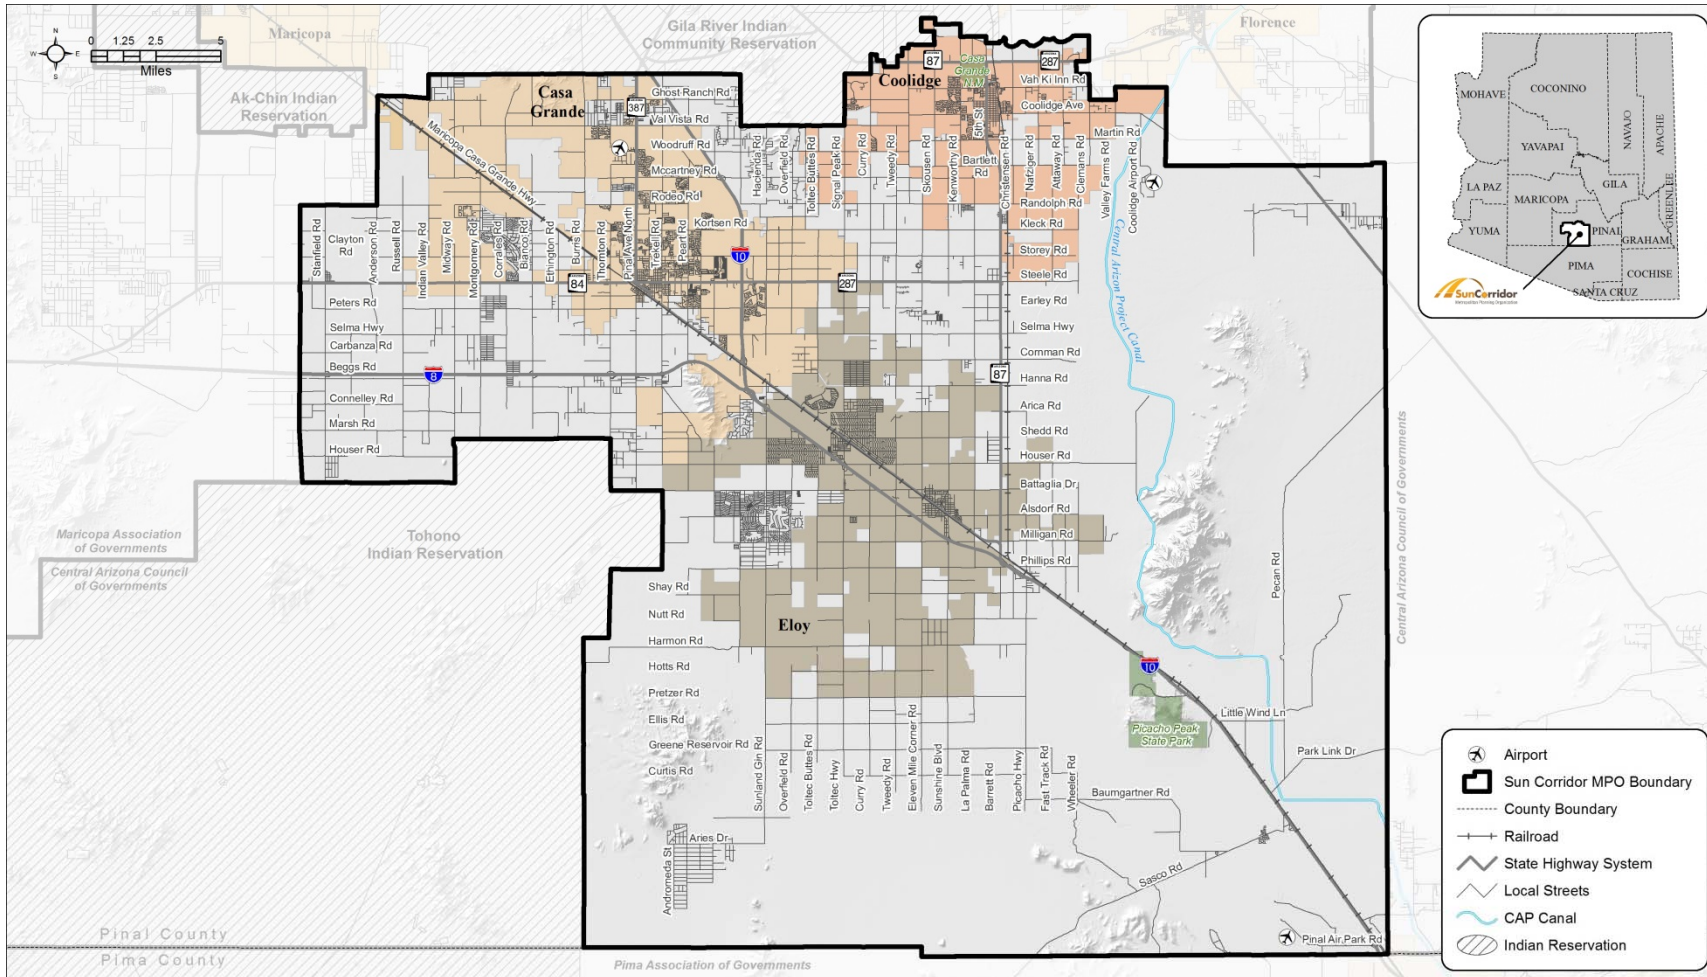 N
W
E
S
0 1.25 2.5 5
Miles
Maricopa
Gila River Indian
Community Reservation
Florence
Ak-Chin Indian
Reservation
Casa
Grande
Coolidge
Casa
Grande
N.M.
87
287
387
Vah Ki Inn Rd
Coolidge Ave
Ghost Ranch Rd
Val Vista Rd
Woodruff Rd
Mccartney Rd
Rodeo Rd
Kortsen Rd
Maricopa Casa Grande Hwy
Hacienda Rd
Overfield Rd
Toltec Buttes Rd
Signal Peak Rd
Curry Rd
Tweedy Rd
Skousen Rd
Kenworthy Rd
5th St
Bartlett
Rd
Christensen Rd
Nafziger Rd
Attaway Rd
Clemans Rd
Valley Farms Rd
Martin Rd
Coolidge Airport Rd
Randolph Rd
Kleck Rd
Storey Rd
Steele Rd
Central Arizon Project Canal
Stanfield Rd
Clayton
Rd
Anderson Rd
Russell Rd
Indian Valley Rd
Midway Rd
Montgomery Rd
Corrales Rd
Bianco Rd
Ethington Rd
Burris Rd
Thornton Rd
Pinal Ave North
Trekell Rd
Peart Rd
10
84
287
Peters Rd
Selma Hwy
Carbanza Rd
Beggs Rd
8
Connelley Rd
Marsh Rd
Houser Rd
Earley Rd
Selma Hwy
Cornman Rd
87
Hanna Rd
Arica Rd
Shedd Rd
Houser Rd
Battaglia Dr
Alsdorf Rd
Milligan Rd
Phillips Rd
Maricopa Association
of Governments
Central Arizona Council
of Governments
Tohono
Indian Reservation
Central Arizona Council of Governments
Pecan Rd
Shay Rd
Nutt Rd
Harmon Rd
Hotts Rd
Pretzer Rd
Ellis Rd
Greene Reservoir Rd
Curtis Rd
Eloy
10
Picacho Peak
State Park
Little Wind Ln
Park Link Dr
Sunland Gin Rd
Overfield Rd
Toltec Buttes Rd
Toltec Hwy
Curry Rd
Tweedy Rd
Eleven Mile Corner Rd
Sunshine Blvd
La Palma Rd
Barrett Rd
Picacho Hwy
Fast Track Rd
Wheeler Rd
Baumgartner Rd
Aries Dr
Andromeda St
Sasco Rd
Pinal Air Park Rd
Pinal County
Pima County
Pima Association of Governments
MOHAVE
COCONINO
NAVAJO
APACHE
YAVAPAI
LA PAZ
GILA
MARICOPA
GREENLEE
YUMA
PINAL
GRAHAM
PIMA
COCHISE
SANTA CRUZ
SunCorridor
Metropolitan Planning Organization
Airport
Sun Corridor MPO Boundary
County Boundary
Railroad
State Highway System
Local Streets
CAP Canal
Indian Reservation